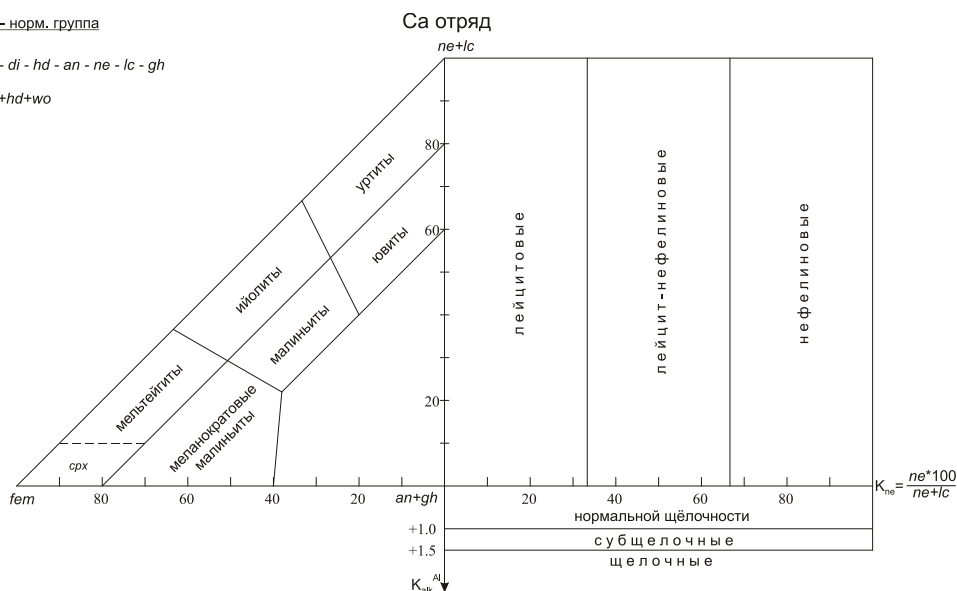 – норм. группа
Ca отряд
ne+lc
- di - hd - an - ne - lc - gh
+hd+wo
80
уртиты
60
ювиты
ийолиты
малиньиты
мельтейгиты
меланократовые
малиньиты
20
cpx
лейцитовые
лейцит-нефелиновые
нефелиновые
fem
80
60
40
20
an+gh
20
40
60
80
Kne= ne*100
ne+lc
нормальной щёлочности
+1.0
субщелочные
+1.5
щелочные
Kalk Al